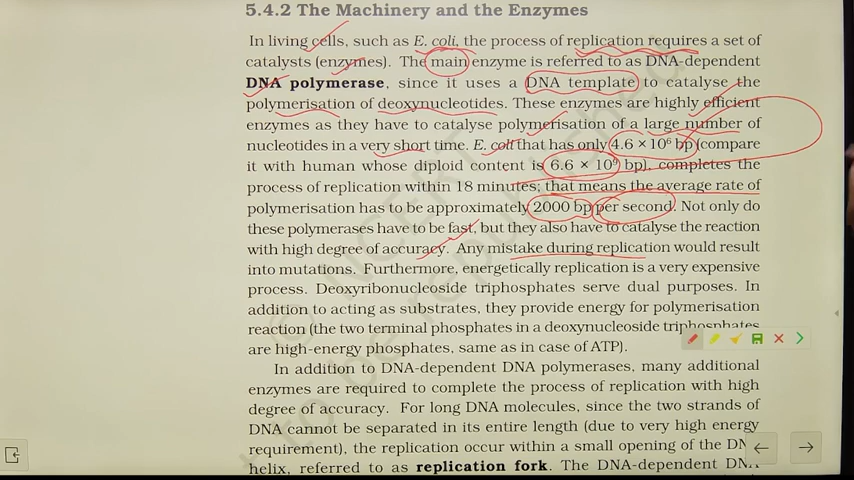 5.4.2 The Machinery and the Enzymes
In living cells, such as E. coli, the process of replication requires a set of
catalysts (enzymes). The main enzyme is referred to as DNA-dependent
DNA polymerase, since it uses a DNA template to catalyse the
polymerisation of deoxynucleotides. These enzymes are highly efficient
enzymes as they have to catalyse polymerisation of a large number of
nucleotides in a very short time. E. coli that has only 4.6 × 10⁶ bp (compare
it with human whose diploid content is 6.6 × 10⁹ bp), completes the
process of replication within 18 minutes; that means the average rate of
polymerisation has to be approximately 2000 bp per second. Not only do
these polymerases have to be fast, but they also have to catalyse the reaction
with high degree of accuracy. Any mistake during replication would result
into mutations. Furthermore, energetically replication is a very expensive
process. Deoxyribonucleoside triphosphates serve dual purposes. In
addition to acting as substrates, they provide energy for polymerisation
reaction (the two terminal phosphates in a deoxynucleoside triphosphates
are high-energy phosphates, same as in case of ATP).
In addition to DNA-dependent DNA polymerases, many additional
enzymes are required to complete the process of replication with high
degree of accuracy. For long DNA molecules, since the two strands of
DNA cannot be separated in its entire length (due to very high energy
requirement), the replication occur within a small opening of the DNA
helix, referred to as replication fork. The DNA-dependent DNA
© NCERT
to be republished